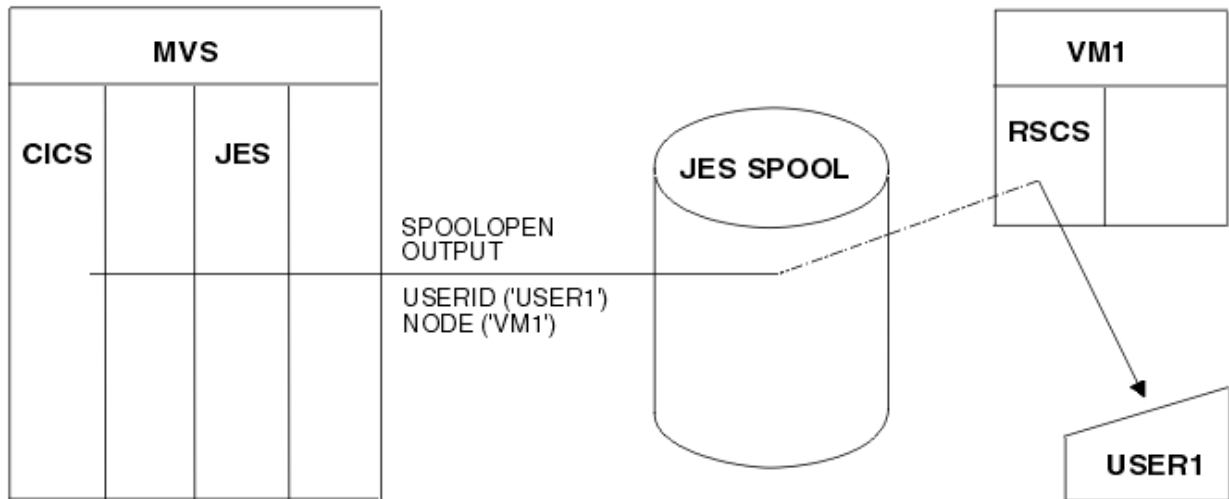 MVS
VM1
CICS
JES
RSCS
JES SPOOL
SPOOLOPEN
OUTPUT
USERID ('USER1')
NODE ('VM1')
USER1